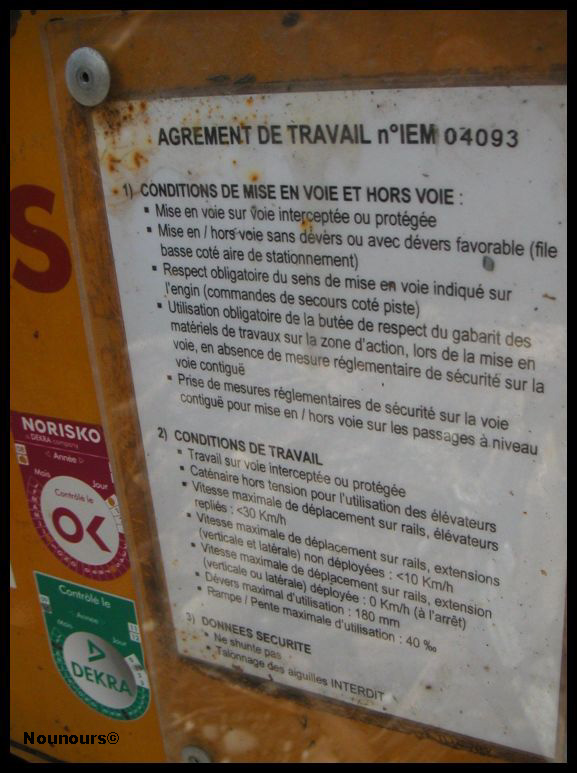 AGREMENT DE TRAVAIL n°IEM 04093
1) CONDITIONS DE MISE EN VOIE ET HORS VOIE :
▪ Mise en voie sur voie interceptée ou protégée
▪ Mise en / hors voie sans dévers ou avec dévers favorable (file
basse coté aire de stationnement)
▪ Respect obligatoire du sens de mise en voie indiqué sur
l'engin (commandes de secours coté piste)
▪ Utilisation obligatoire de la butée de respect du gabarit des
matériels de travaux sur la zone d'action, lors de la mise en
voie, en absence de mesure réglementaire de sécurité sur la
voie contiguë
▪ Prise de mesures réglementaires de sécurité sur la voie
contiguë pour mise en / hors voie sur les passages à niveau
2) CONDITIONS DE TRAVAIL
▪ Travail sur voie interceptée ou protégée
▪ Caténaire hors tension pour l'utilisation des élévateurs
▪ Vitesse maximale de déplacement sur rails, élévateurs
repliés : <30 Km/h
▪ Vitesse maximale de déplacement sur rails, extensions
(verticale et latérale) non déployées : <10 Km/h
▪ Vitesse maximale de déplacement sur rails, extension
(verticale ou latérale) déployée : 0 Km/h (à l'arrêt)
▪ Dévers maximal d'utilisation : 180 mm
▪ Rampe / Pente maximale d'utilisation : 40 ‰
3) DONNEES SECURITE
▪ Ne shunte pas
▪ Talonnage des aiguilles INTERDIT
S
NORISKO
a DEKRA company
Année
Mois
Jour
Contrôlé le
OK
Contrôlé le
Année
Mois
Jour
DEKRA
Nounours©